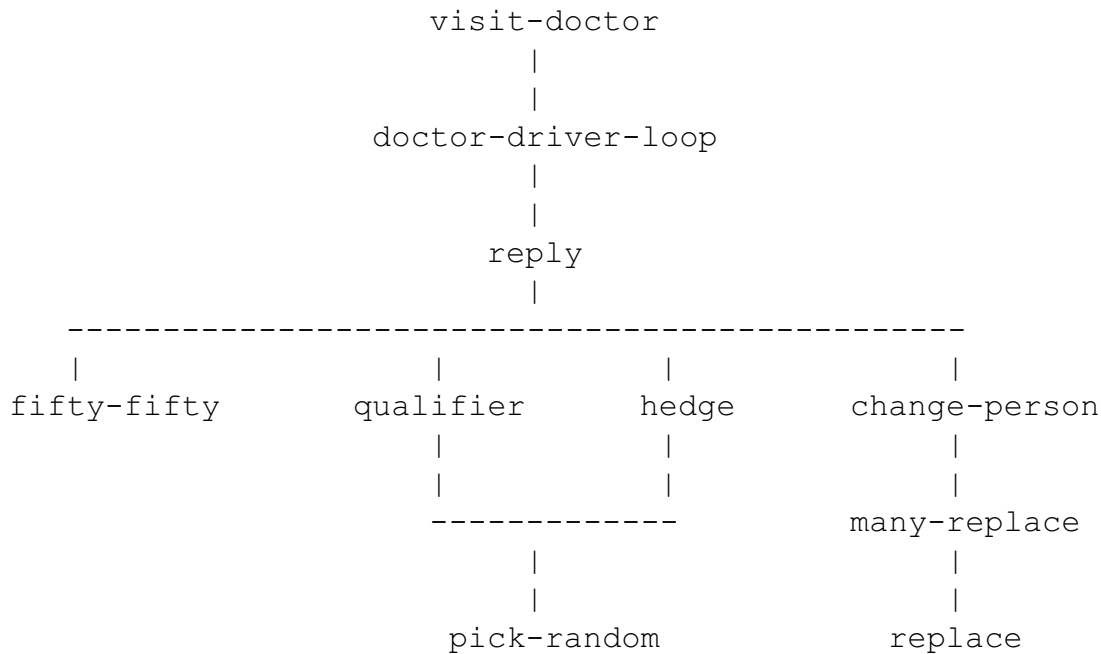 visit-doctor
|
|
doctor-driver-loop
|
|
reply
|
-----------------------------------------------
| | | |
fifty-fifty qualifier hedge change-person
| | |
| | |
------------- many-replace
| |
| |
pick-random replace